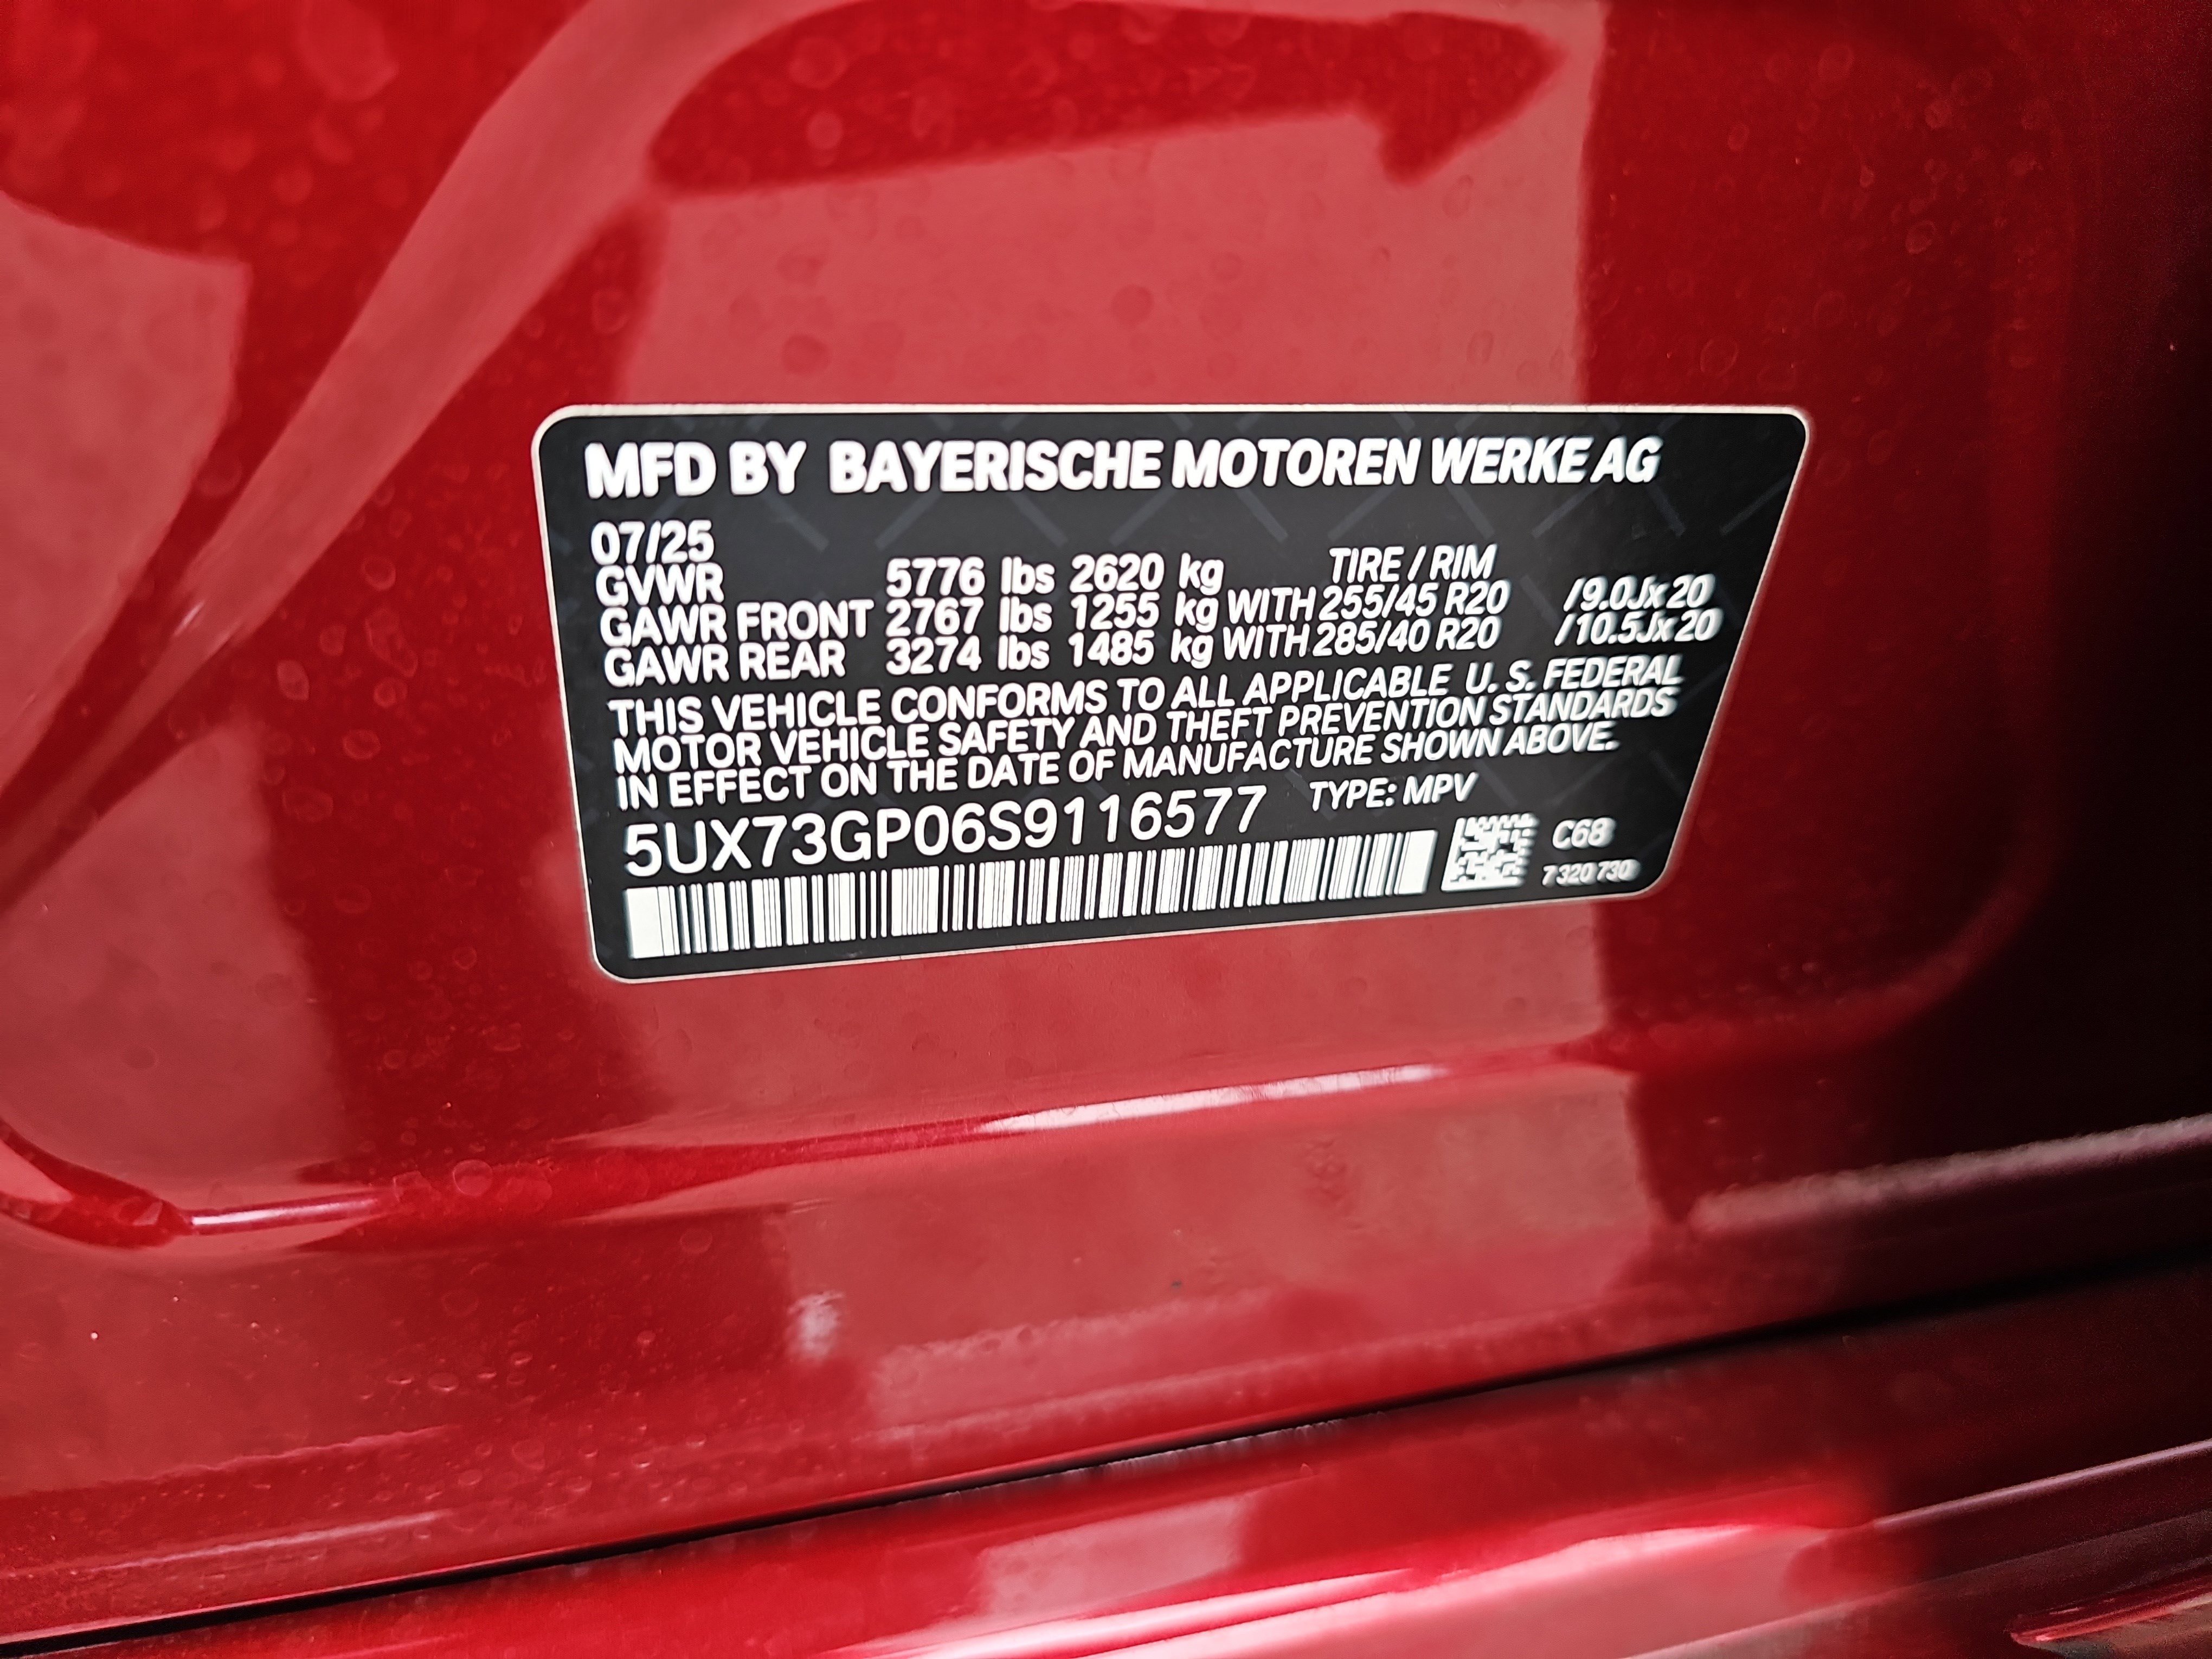 MFD BY BAYERISCHE MOTOREN WERKE AG
07/25
GVWR 5776 lbs 2620 kg TIRE / RIM
GAWR FRONT 2767 lbs 1255 kg WITH 255/45 R20 /9.0Jx20
GAWR REAR 3274 lbs 1485 kg WITH 285/40 R20 /10.5Jx20
THIS VEHICLE CONFORMS TO ALL APPLICABLE U. S. FEDERAL
MOTOR VEHICLE SAFETY AND THEFT PREVENTION STANDARDS
IN EFFECT ON THE DATE OF MANUFACTURE SHOWN ABOVE.
5UX73GP06S9116577 TYPE: MPV
C68
7 320 730